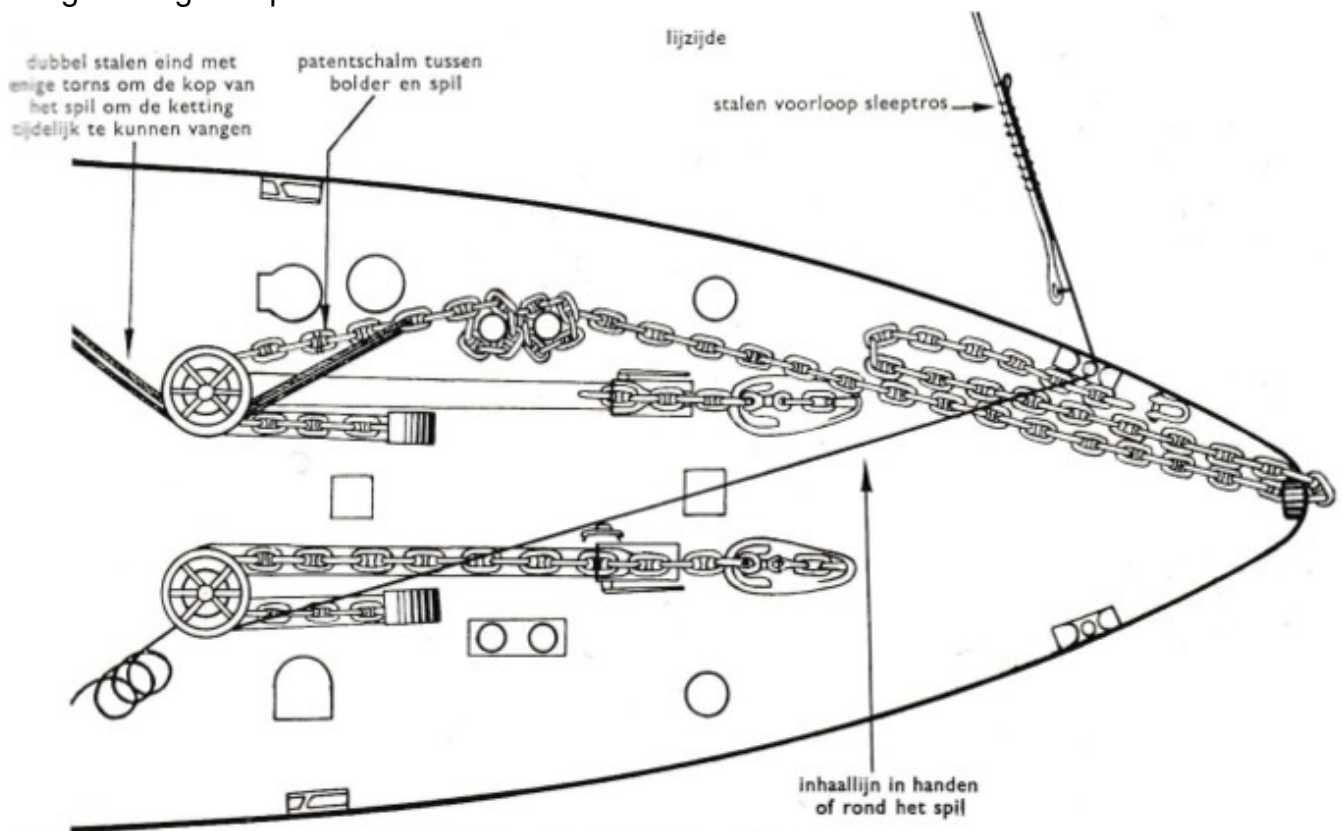 lijzijde
dubbel stalen eind met
enige torns om de kop van
het spil om de ketting
tijdelijk te kunnen vangen
patentschalm tussen
bolder en spil
stalen voorloop sleeptros
inhaallijn in handen
of rond het spil